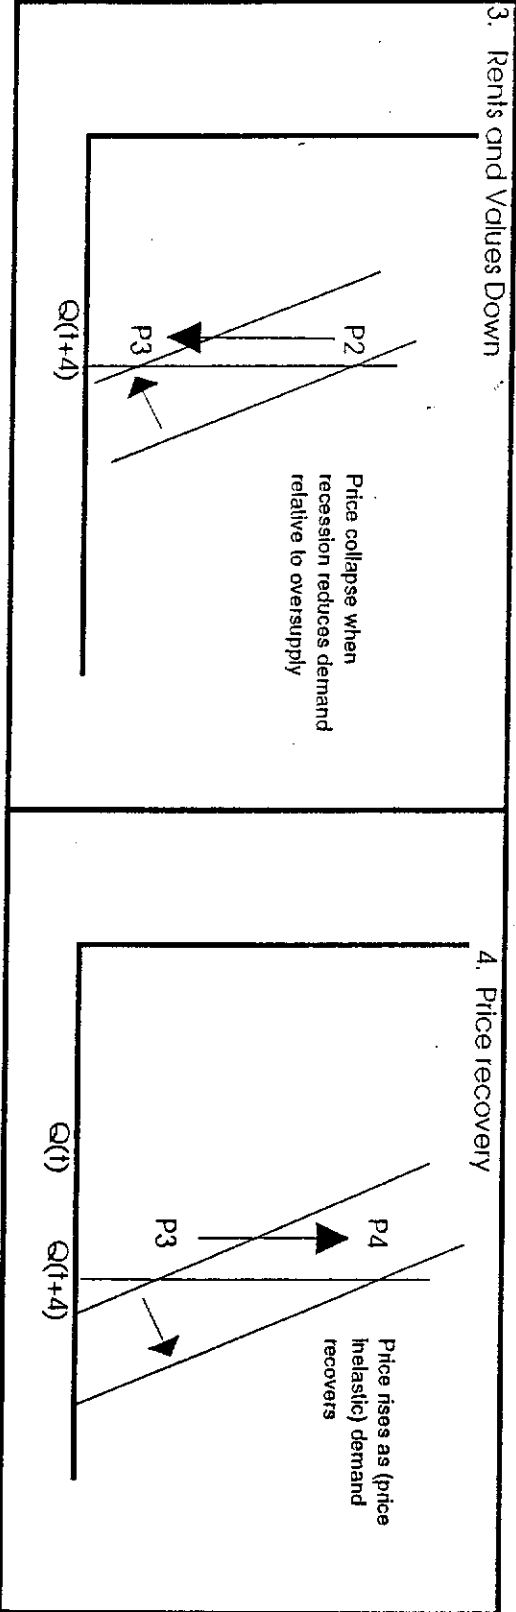 3. Rents and Values Down
P2
P3
Q(t+4)
Price collapse when
recession reduces demand
relative to oversupply
4. Price recovery
P4
P3
Q(t)
Q(t+4)
Price rises as (price
inelastic) demand
recovers